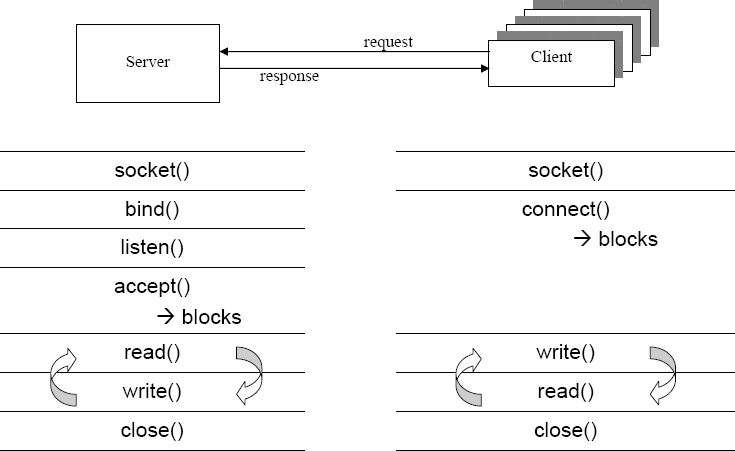 request
Server
Client
response
socket()
bind()
listen()
accept()
→ blocks
read()
write()
close()
socket()
connect()
→ blocks
write()
read()
close()